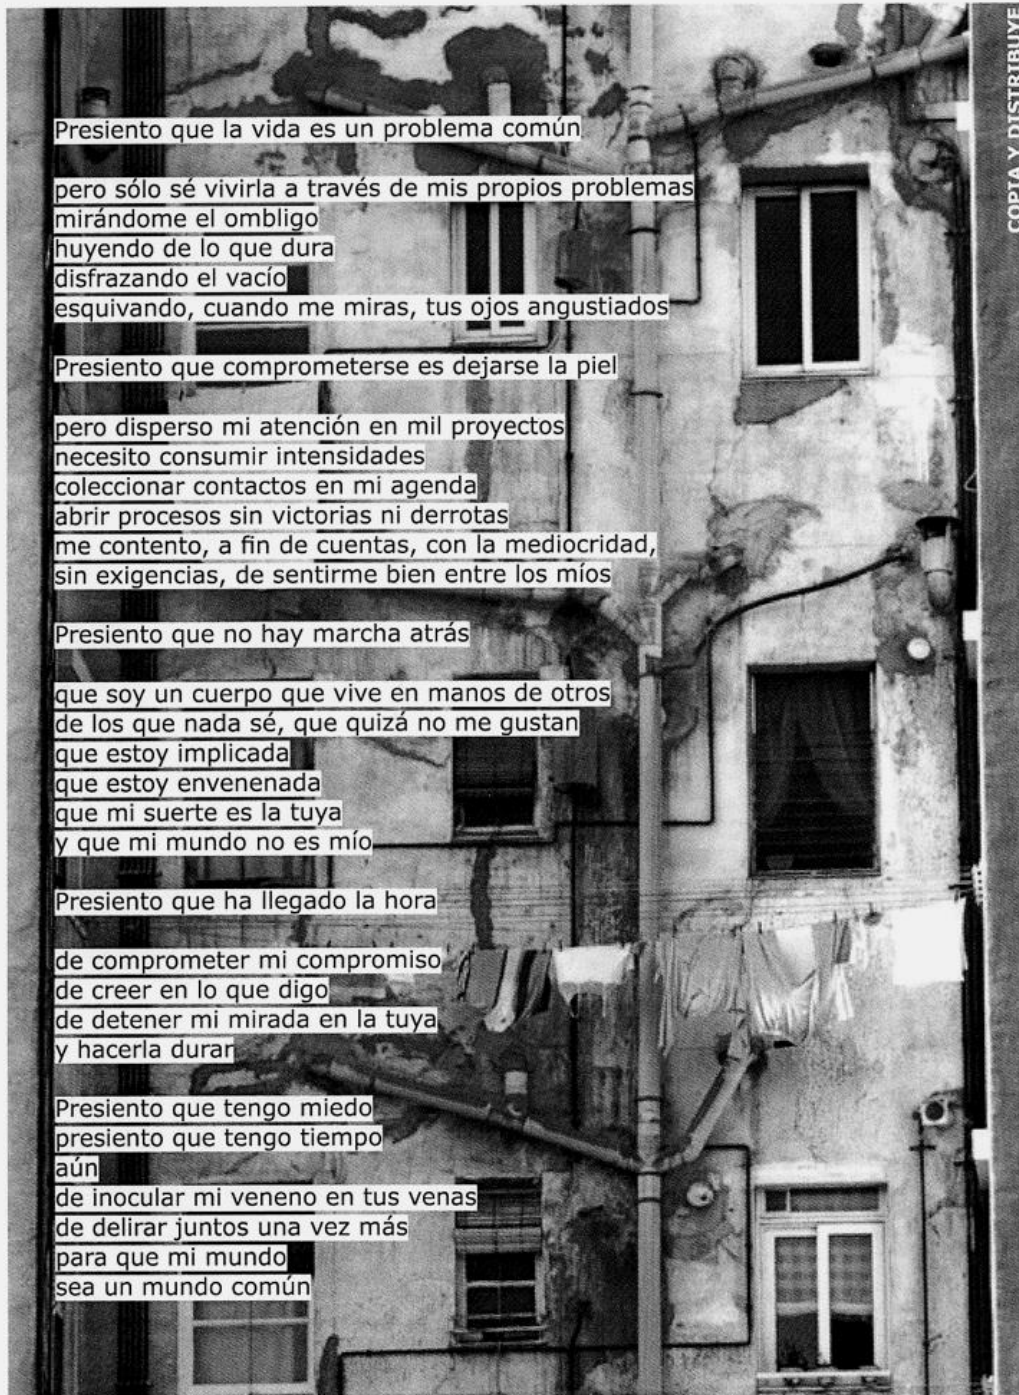 COPIA Y DISTRIBUYE
Presiento que la vida es un problema común
pero sólo sé vivirla a través de mis propios problemas
mirándome el ombligo
huyendo de lo que dura
disfrazando el vacío
esquivando, cuando me miras, tus ojos angustiados
Presiento que comprometerse es dejarse la piel
pero disperso mi atención en mil proyectos
necesito consumir intensidades
coleccionar contactos en mi agenda
abrir procesos sin victorias ni derrotas
me contento, a fin de cuentas, con la mediocridad,
sin exigencias, de sentirme bien entre los míos
Presiento que no hay marcha atrás
que soy un cuerpo que vive en manos de otros
de los que nada sé, que quizá no me gustan
que estoy implicada
que estoy envenenada
que mi suerte es la tuya
y que mi mundo no es mío
Presiento que ha llegado la hora
de comprometer mi compromiso
de creer en lo que digo
de detener mi mirada en la tuya
y hacerla durar
Presiento que tengo miedo
presiento que tengo tiempo
aún
de inocular mi veneno en tus venas
de delirar juntos una vez más
para que mi mundo
sea un mundo común